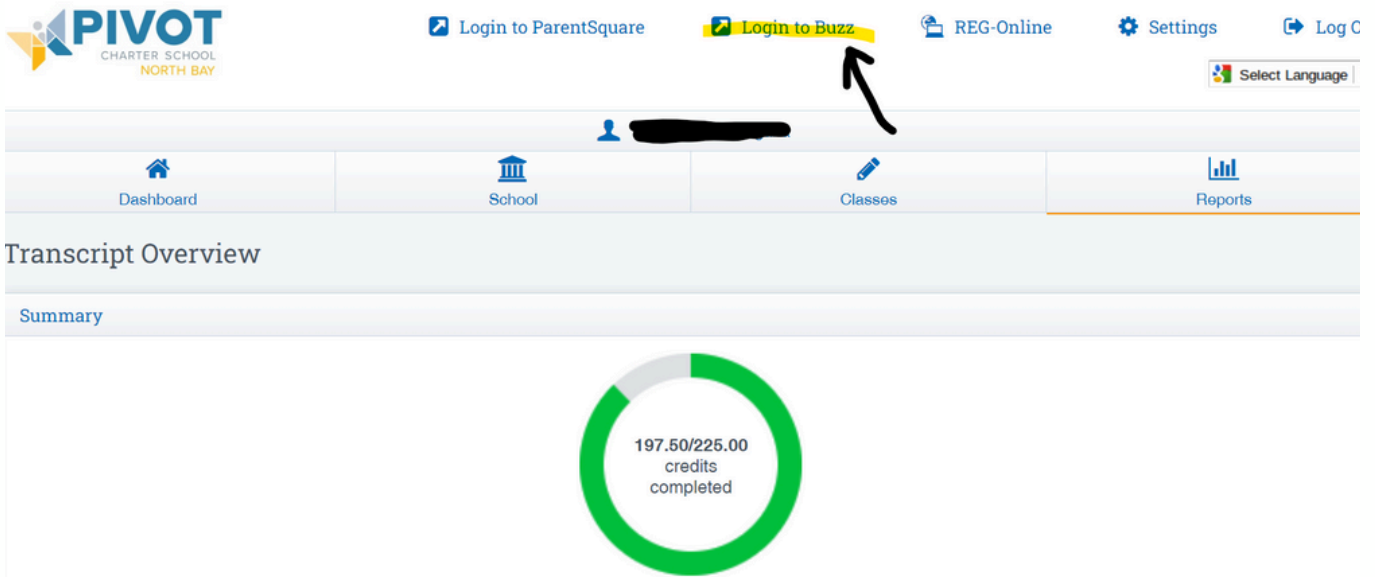 PIVOT
CHARTER SCHOOL
NORTH BAY
Login to ParentSquare
Login to Buzz
REG-Online
Settings
Log
Select Language
Dashboard
School
Classes
Reports
Transcript Overview
Summary
197.50/225.00
credits
completed